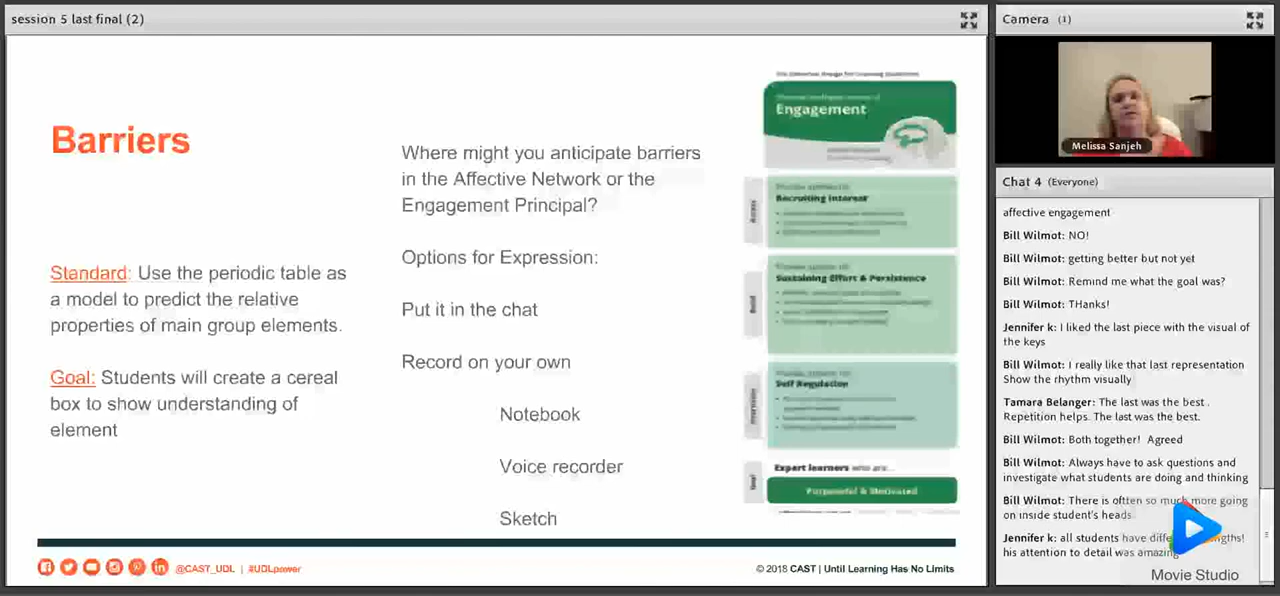 session 5 last final (2)
Barriers
Standard: Use the periodic table as
a model to predict the relative
properties of main group elements.
Goal: Students will create a cereal
box to show understanding of
element
Where might you anticipate barriers
in the Affective Network or the
Engagement Principal?
Options for Expression:
Put it in the chat
Record on your own
Notebook
Voice recorder
Sketch
Engagement
Recruiting Interest
Sustaining Effort & Persistence
Self Regulation
Expert learners who are...
Purposeful & Motivated
@CAST_UDL | #UDLpower
© 2018 CAST | Until Learning Has No Limits
Camera (1)
Melissa Sanjeh
Chat 4 (Everyone)
affective engagement
Bill Wilmot: NO!
Bill Wilmot: getting better but not yet
Bill Wilmot: Remind me what the goal was?
Bill Wilmot: THanks!
Jennifer k: I liked the last piece with the visual of
the keys
Bill Wilmot: I really like that last representation
Show the rhythm visually
Tamara Belanger: The last was the best .
Repetition helps. The last was the best.
Bill Wilmot: Both together! Agreed
Bill Wilmot: Always have to ask questions and
investigate what students are doing and thinking
Bill Wilmot: There is often so much more going
on inside student's heads
Jennifer k: all students have
his attention to detail was amazing
Movie Studio